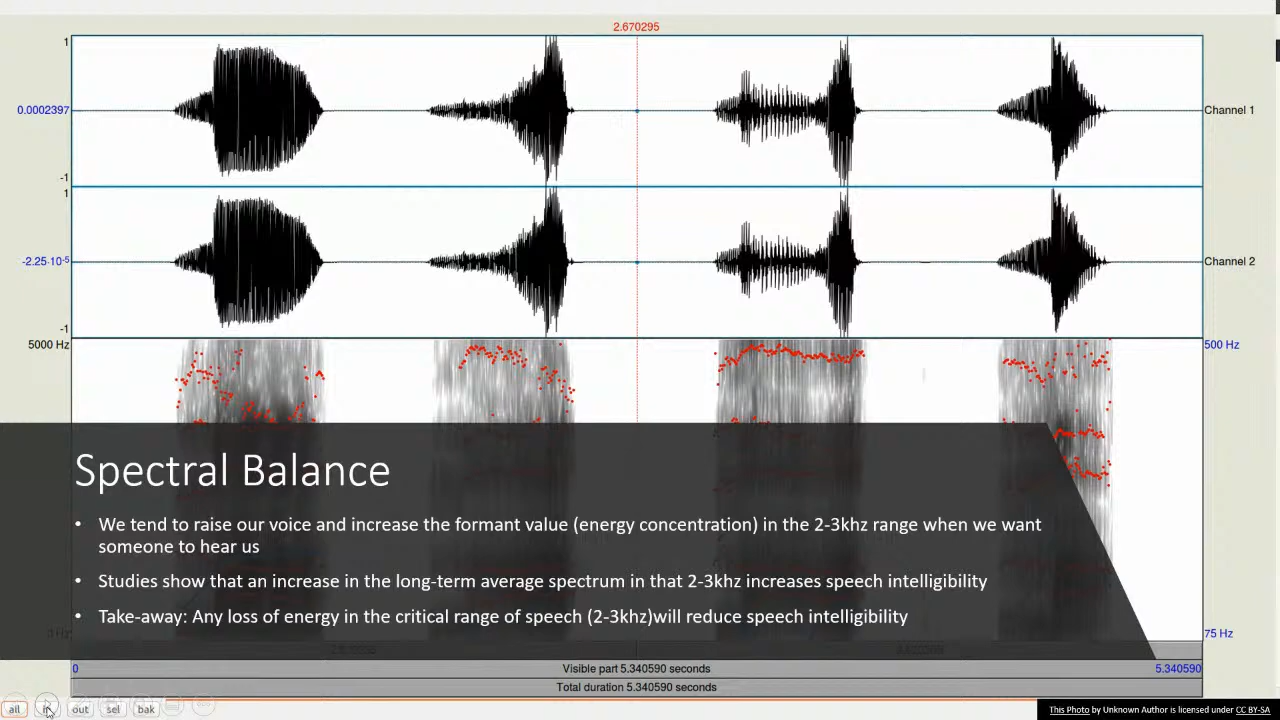 2.670295
1
0.0002397
Channel 1
-1
1
-2.25·10-5
Channel 2
-1
5000 Hz
500 Hz
Spectral Balance
• We tend to raise our voice and increase the formant value (energy concentration) in the 2-3khz range when we want
someone to hear us
• Studies show that an increase in the long-term average spectrum in that 2-3khz increases speech intelligibility
• Take-away: Any loss of energy in the critical range of speech (2-3khz)will reduce speech intelligibility
75 Hz
0
Visible part 5.340590 seconds
5.340590
Total duration 5.340590 seconds
all
in
out
sel
bak
This Photo by Unknown Author is licensed under CC BY-SA